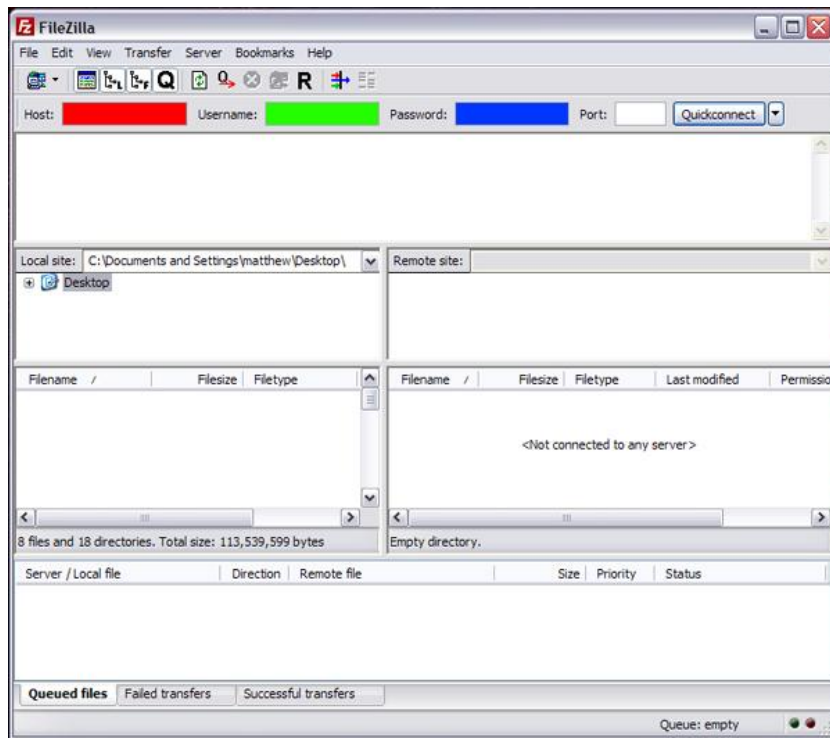 FileZilla
File Edit View Transfer Server Bookmarks Help
Host: Username: Password: Port: Quickconnect
Local site: C:\Documents and Settings\matthew\Desktop\ Remote site:
Desktop
Filename / Filesize Filetype Filename / Filesize Filetype Last modified Permissio
<Not connected to any server>
8 files and 18 directories. Total size: 113,539,599 bytes Empty directory.
Server / Local file Direction Remote file Size Priority Status
Queued files Failed transfers Successful transfers
Queue: empty